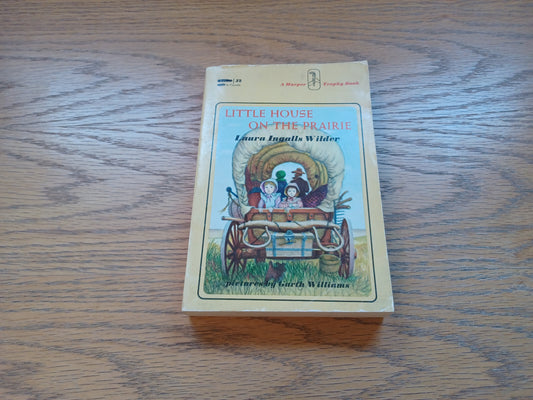 A Harper Trophy Book
LITTLE HOUSE
ON THE PRAIRIE
Laura Ingalls Wilder
pictures by Garth Williams